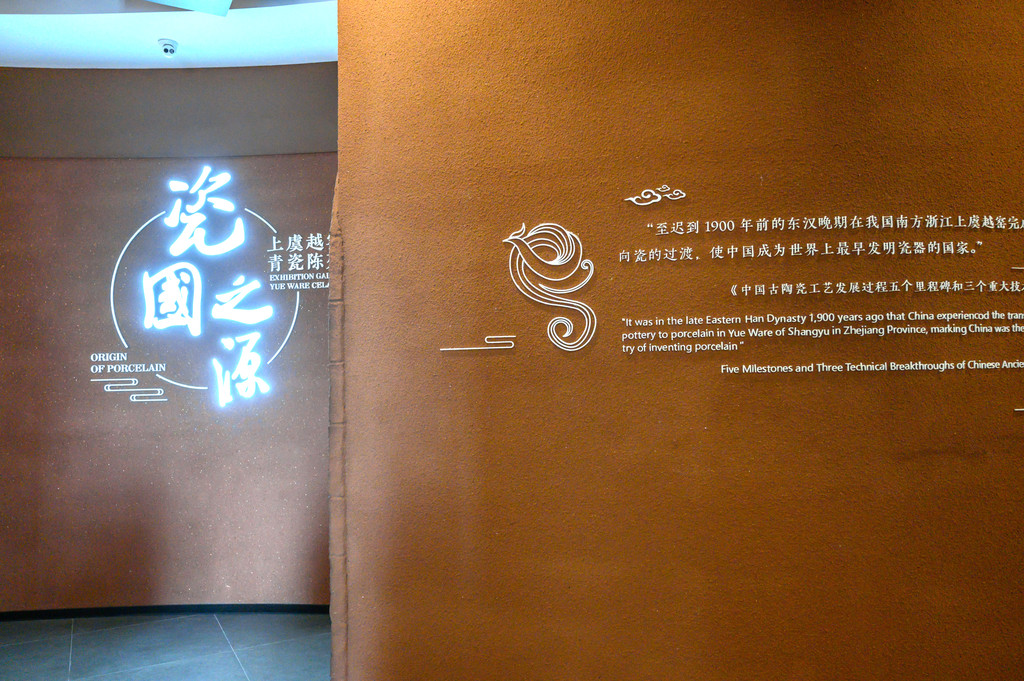 瓷國之源
上虞越
青瓷陈
EXHIBITION
YUE WARE
ORIGIN
OF PORCELAIN
“至迟到 1900 年前的东汉晚期在我国南方浙江上虞越窑完
向瓷的过渡，使中国成为世界上最早发明瓷器的国家。”
《中国古陶瓷工艺发展过程五个里程碑和三个重大技
"It was in the late Eastern Han Dynasty 1,900 years ago that China experienced the
pottery to porcelain in Yue Ware of Shangyu in Zhejiang Province, marking China was the
try of inventing porcelain"
Five Milestones and Three Technical Breakthroughs of Chinese